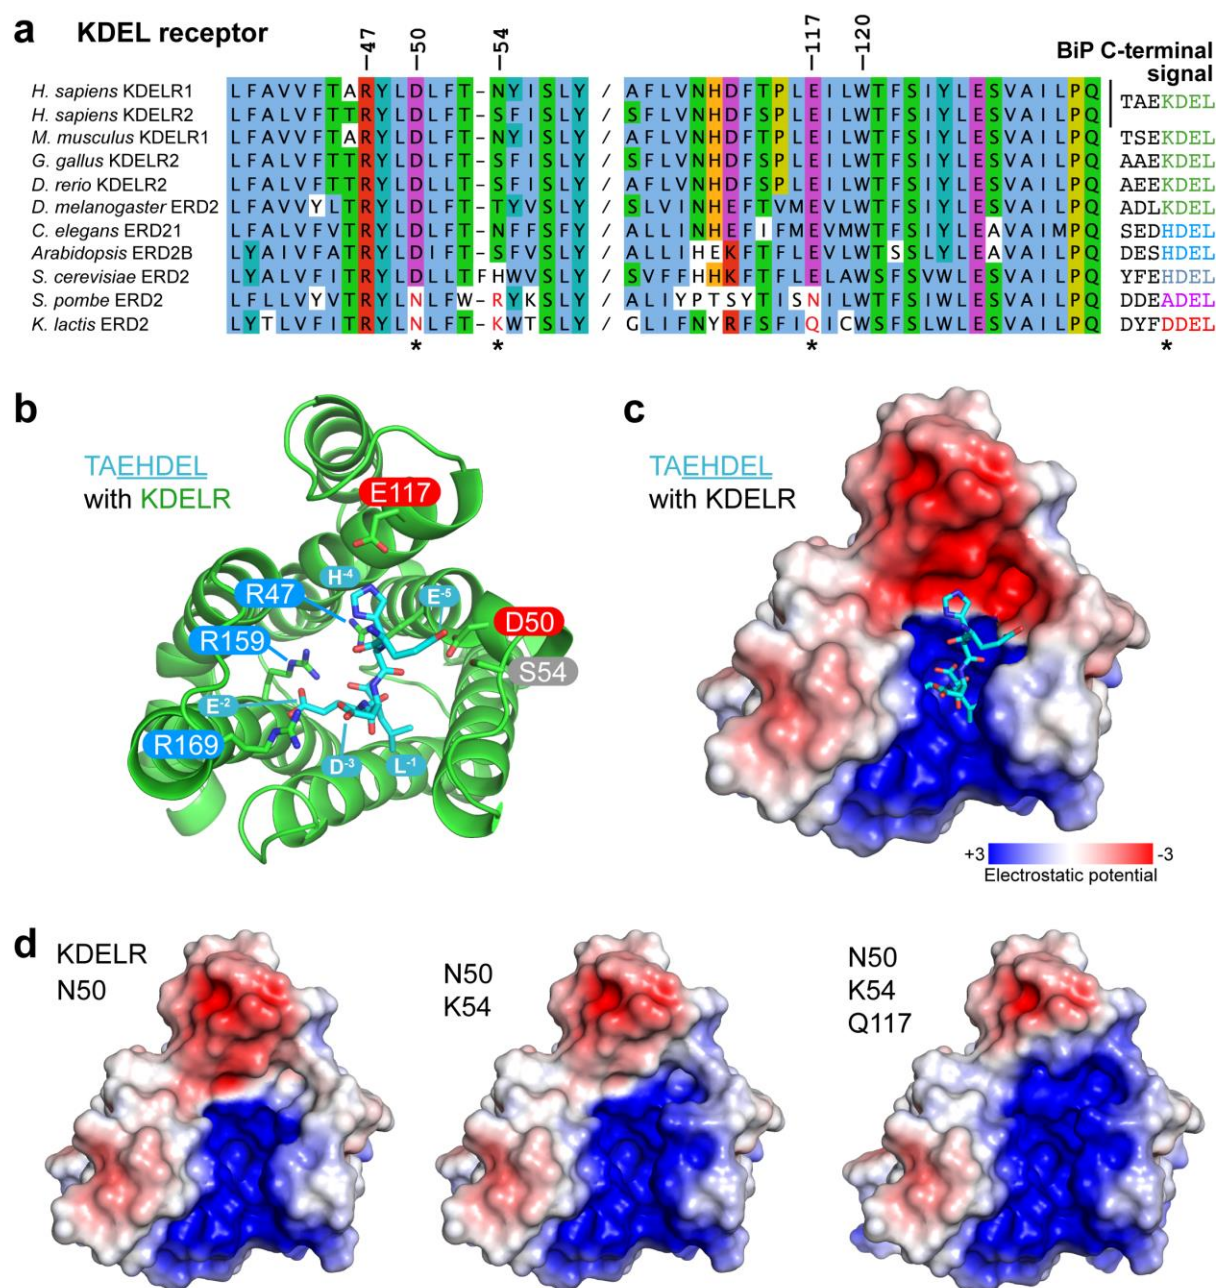 a KDEL receptor
–47 –50 –54 –117 –120
BiP C-terminal
signal
H. sapiens KDELR1 LFAVVFTARYLDLFT-NYISLY / AFLVNHDFTPLEILWTFSIYLESVAILPQ TAEKDEL
H. sapiens KDELR2 LFALVFTTRYLDLFT-SFISLY / SFLVNHDFSPLEILWTFSIYLESVAILPQ
M. musculus KDELR1 LFAVVFTARYLDLFT-NYISLY / AFLVNHDFTPLEILWTFSIYLESVAILPQ TSEKDEL
G. gallus KDELR2 LFALVFTTRYLDLFT-SFISLY / AFLVNHDFSPLEILWTFSIYLESVAILPQ AAEKDEL
D. rerio KDELR2 LFALVFTTRYLDLLT-SFISLY / AFLVNHDFSPLEILWTFSIYLESVAILPQ AEEKDEL
D. melanogaster ERD2 LFAVVYLTRYLDLFT-TYVSLY / SLVINHEFTVMEVLWTFSIYLESVAILPQ ADLKDEL
C. elegans ERD21 LFALVFVTRYLDLFT-NFFSFY / ALLINHEFIFMEVMWTFSIYLEAVAIMPQ SEDHDEL
Arabidopsis ERD2B LYAIVFATRYLDIFT-SFVSLY / ALLIHEKFTFLEVLWTFSLYLEAVAILPQ DESHDEL
S. cerevisiae ERD2 LYAIVFITRYLDLFTFHWVSLY / SVFFHHKFTFLELAWSFSVWLESVAILPQ YFEHDEL
S. pombe ERD2 LFLLVYVTRYLNLFW-RYKSLY / ALIYPTSYTISNILWTFSIWLESVAILPQ DDEADEL
K. lactis ERD2 LYTLVFITRYLNLFT-KWTSLY / GLIFNYRFSFIQICWSFSLWLESVAILPQ DYFDDEL
* * * *
b
TAEHDEL
with KDELR
E117
H-4
R47
E-5
D50
R159
S54
E-2
R169
D-3
L-1
c
TAEHDEL
with KDELR
+3 -3
Electrostatic potential
d KDELR
N50
N50
K54
N50
K54
Q117